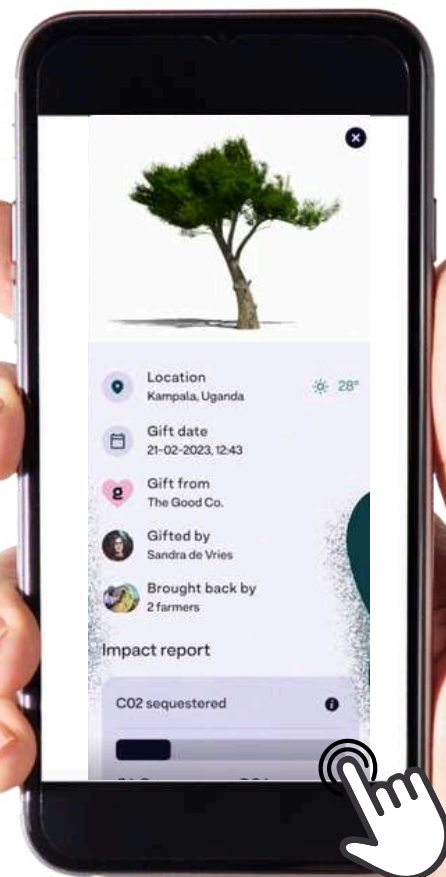 Location
Kampala, Uganda
28°
Gift date
21-02-2023, 12:43
g
Gift from
The Good Co.
Gifted by
Sandra de Vries
Brought back by
2 farmers
Impact report
C02 sequestered